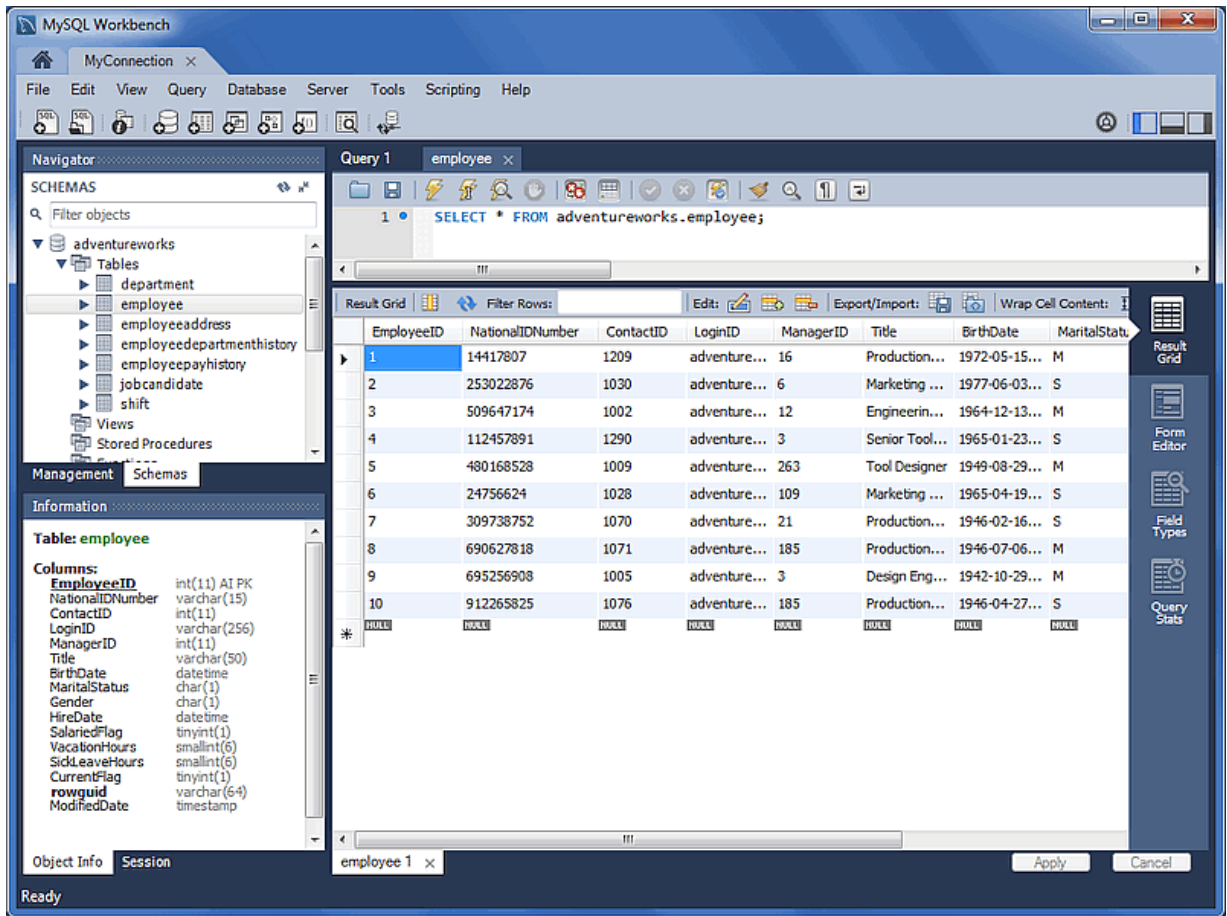 MySQL Workbench
MyConnection ×
File Edit View Query Database Server Tools Scripting Help
Navigator
SCHEMAS
Filter objects
adventureworks
Tables
department
employee
employeeaddress
employeedepartmenthistory
employeepayhistory
jobcandidate
shift
Views
Stored Procedures
Management Schemas
Information
Table: employee
Columns:
EmployeeID int(11) AI PK
NationalIDNumber varchar(15)
ContactID int(11)
LoginID varchar(256)
ManagerID int(11)
Title varchar(50)
BirthDate datetime
MaritalStatus char(1)
Gender char(1)
HireDate datetime
SalariedFlag tinyint(1)
VacationHours smallint(6)
SickLeaveHours smallint(6)
CurrentFlag tinyint(1)
rowguid varchar(64)
ModifiedDate timestamp
Object Info Session
Query 1 employee ×
1 SELECT * FROM adventureworks.employee;
Result Grid Filter Rows: Edit: Export/Import: Wrap Cell Content:
EmployeeID NationalIDNumber ContactID LoginID ManagerID Title BirthDate MaritalStatu
1 14417807 1209 adventure... 16 Production... 1972-05-15... M
2 253022876 1030 adventure... 6 Marketing ... 1977-06-03... S
3 509647174 1002 adventure... 12 Engineerin... 1964-12-13... M
4 112457891 1290 adventure... 3 Senior Tool... 1965-01-23... S
5 480168528 1009 adventure... 263 Tool Designer 1949-08-29... M
6 24756624 1028 adventure... 109 Marketing ... 1965-04-19... S
7 309738752 1070 adventure... 21 Production... 1946-02-16... S
8 690627818 1071 adventure... 185 Production... 1946-07-06... M
9 695256908 1005 adventure... 3 Design Eng... 1942-10-29... M
10 912265825 1076 adventure... 185 Production... 1946-04-27... S
NULL NULL NULL NULL NULL NULL NULL NULL
Result
Grid
Form
Editor
Field
Types
Query
Stats
employee 1 ×
Apply Cancel
Ready